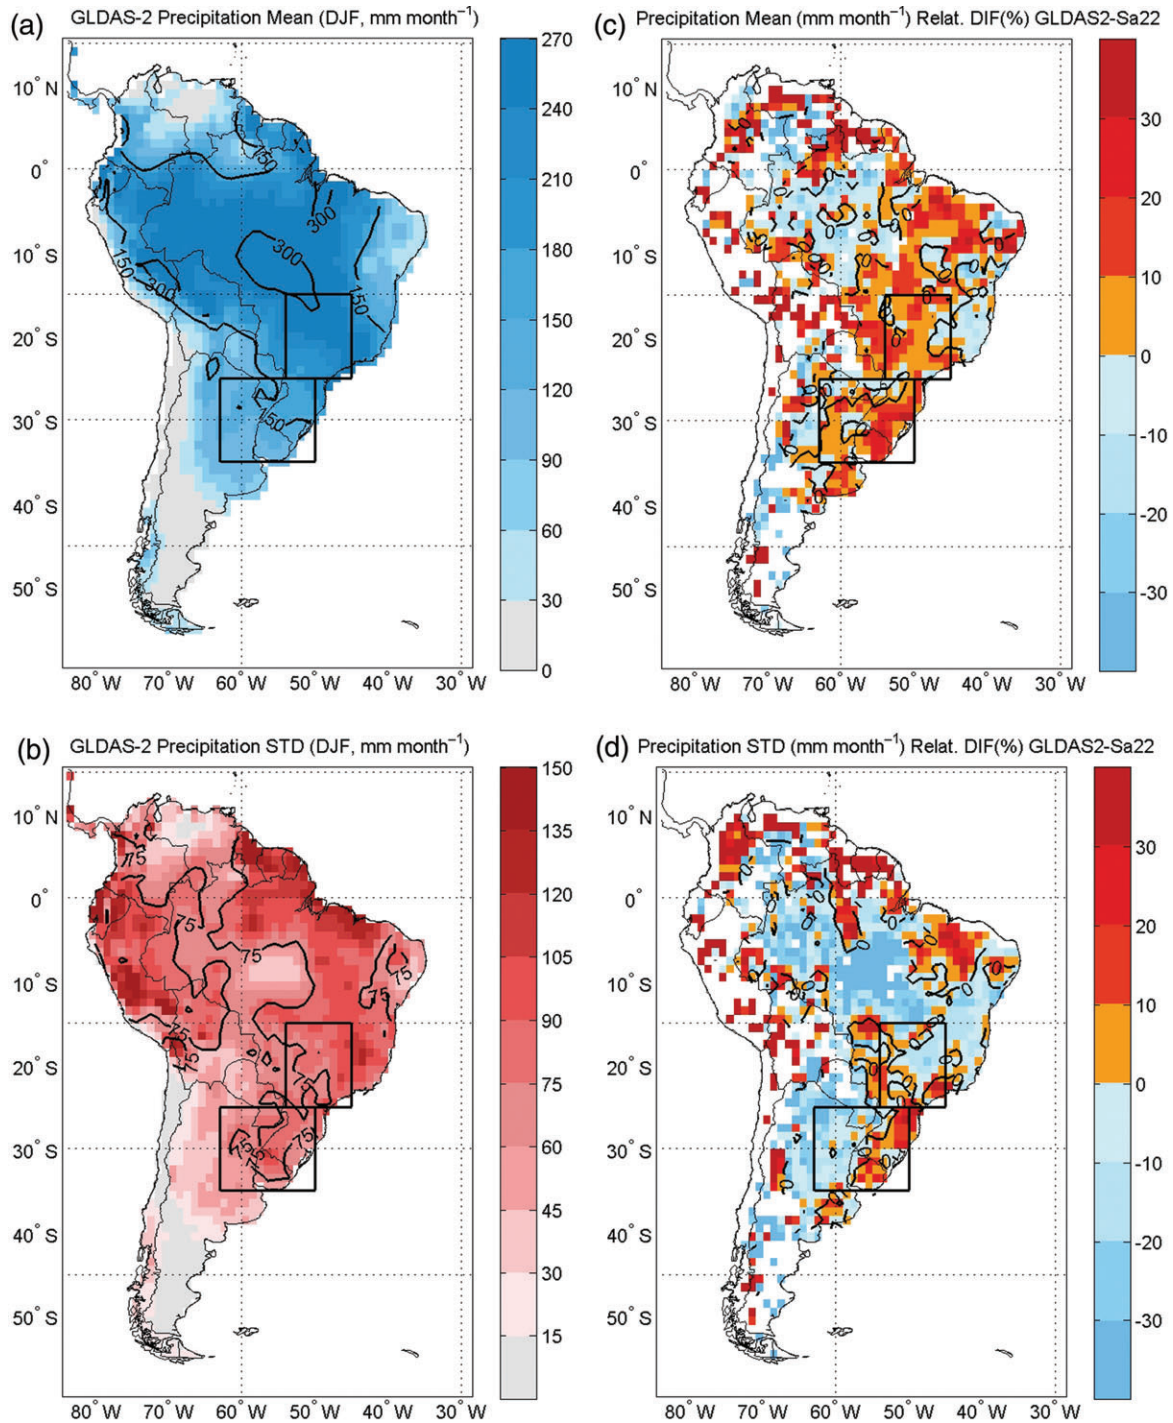 (a) GLDAS-2 Precipitation Mean (DJF, mm month⁻¹)
270
240
210
180
150
120
90
60
30
0
10° N
0°
10° S
20° S
30° S
40° S
50° S
80° W 70° W 60° W 50° W 40° W 30° W
150
300
300
150
300
150
150
(c) Precipitation Mean (mm month⁻¹) Relat. DIF(%) GLDAS2-Sa22
30
20
10
0
-10
-20
-30
10° N
0°
10° S
20° S
30° S
40° S
50° S
80° W 70° W 60° W 50° W 40° W 30° W
(b) GLDAS-2 Precipitation STD (DJF, mm month⁻¹)
150
135
120
105
90
75
60
45
30
15
10° N
0°
10° S
20° S
30° S
40° S
50° S
80° W 70° W 60° W 50° W 40° W 30° W
75
75
75
75
75
75
75
75
75
75
(d) Precipitation STD (mm month⁻¹) Relat. DIF(%) GLDAS2-Sa22
30
20
10
0
-10
-20
-30
10° N
0°
10° S
20° S
30° S
40° S
50° S
80° W 70° W 60° W 50° W 40° W 30° W